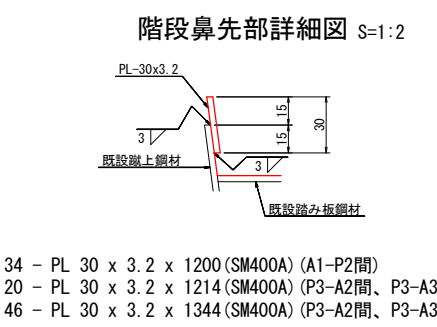 階段鼻先部詳細図 S=1:2
PL-30x3.2
15
30
15
3
3
既設蹴上鋼材
既設踏み板鋼材
34 - PL 30 x 3.2 x 1200(SM400A)(A1-P2間)
20 - PL 30 x 3.2 x 1214(SM400A)(P3-A2間、P3-A3
46 - PL 30 x 3.2 x 1344(SM400A)(P3-A2間、P3-A3